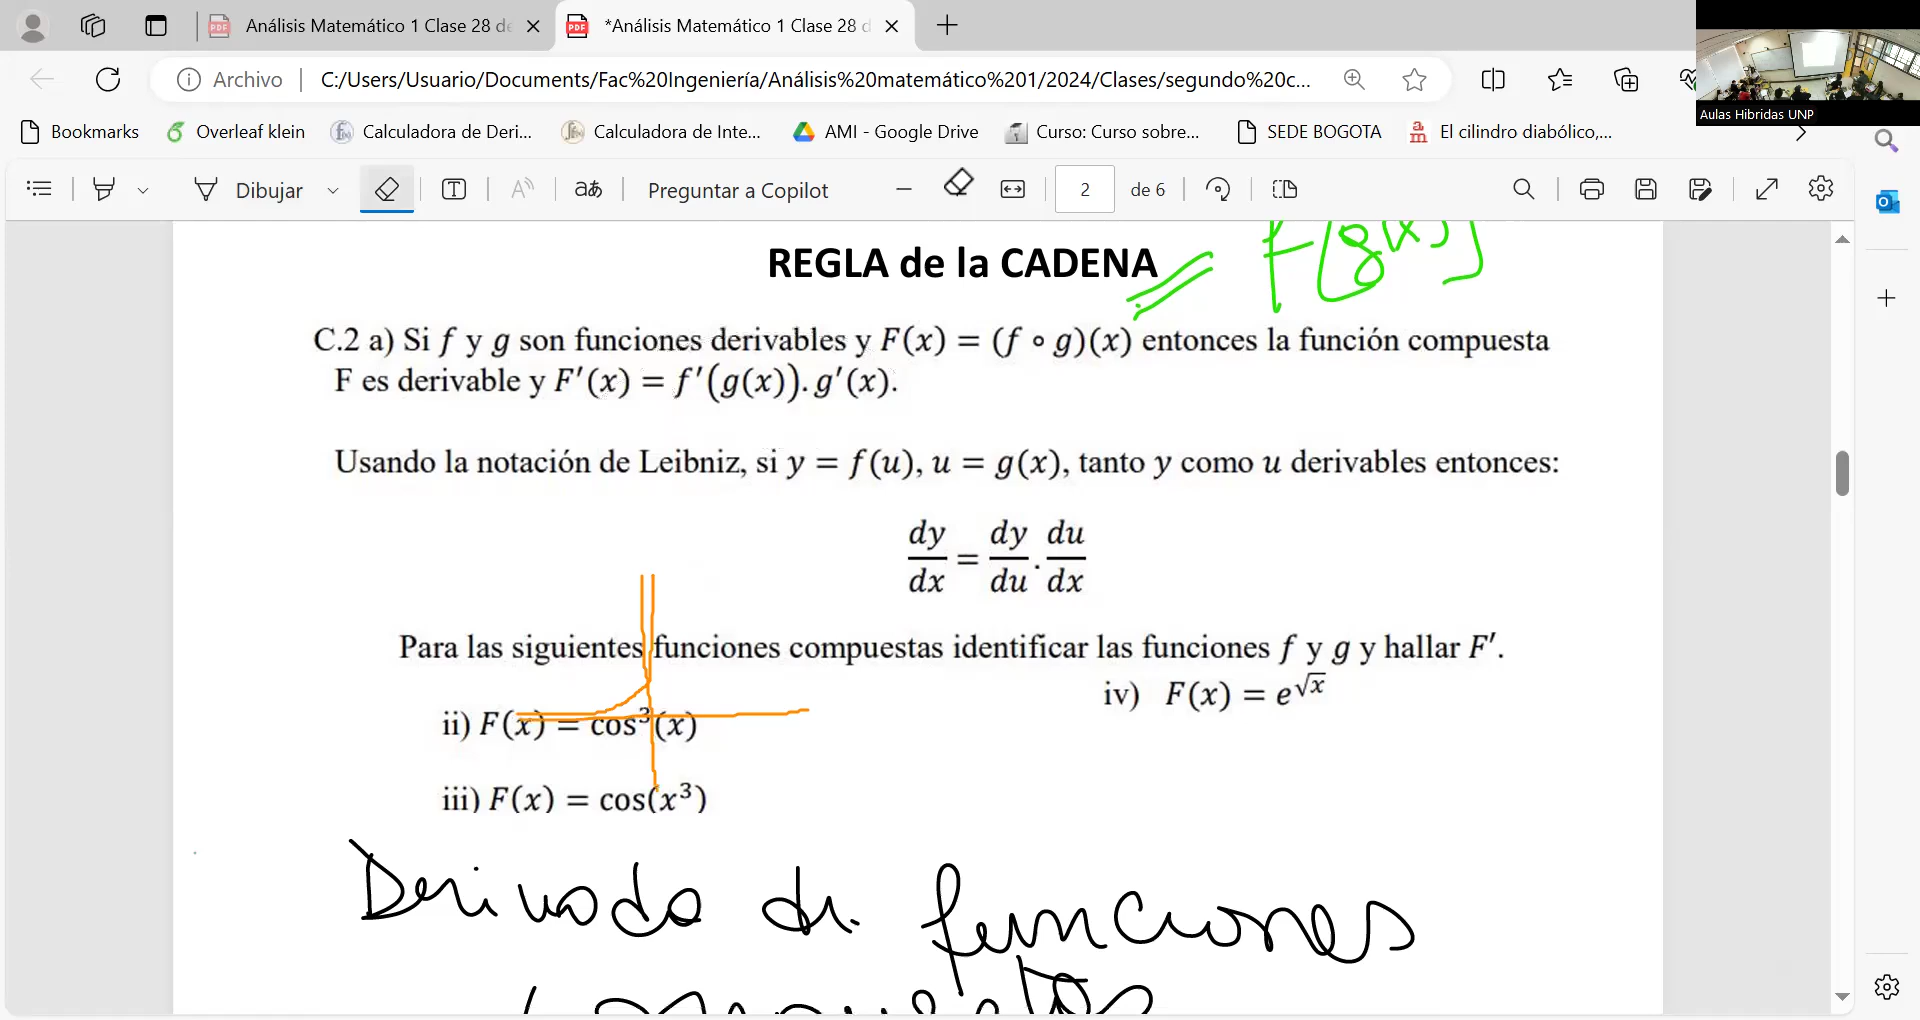 Análisis Matemático 1 Clase 28 de
*Análisis Matemático 1 Clase 28 d
Archivo
C:/Users/Usuario/Documents/Fac%20Ingeniería/Análisis%20matemático%201/2024/Clases/segundo%20c...
Aulas Hibridas UNP
Bookmarks
Overleaf klein
Calculadora de Deri...
Calculadora de Inte...
AMI - Google Drive
Curso: Curso sobre...
SEDE BOGOTA
El cilindro diabólico,...
Dibujar
Preguntar a Copilot
2 de 6
f[g(x)]
REGLA de la CADENA
C.2 a) Si f y g son funciones derivables y F(x) = (f ∘ g)(x) entonces la función compuesta
F es derivable y F′(x) = f′(g(x)). g′(x).
Usando la notación de Leibniz, si y = f(u), u = g(x), tanto y como u derivables entonces:
dy/dx = dy/du . du/dx
Para las siguientes funciones compuestas identificar las funciones f y g y hallar F′.
iv) F(x) = e^√x
ii) F(x) = cos³(x)
iii) F(x) = cos(x³)
Derivada de funciones
compuestas